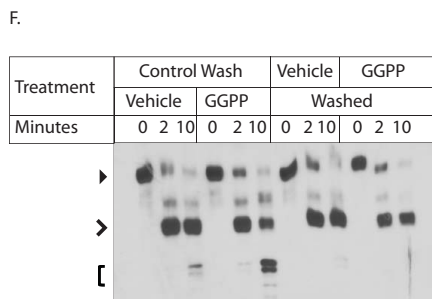 F.
Treatment Control Wash Vehicle GGPP
Vehicle GGPP Washed
Minutes 0 2 10 0 2 10 0 2 10 0 2 10